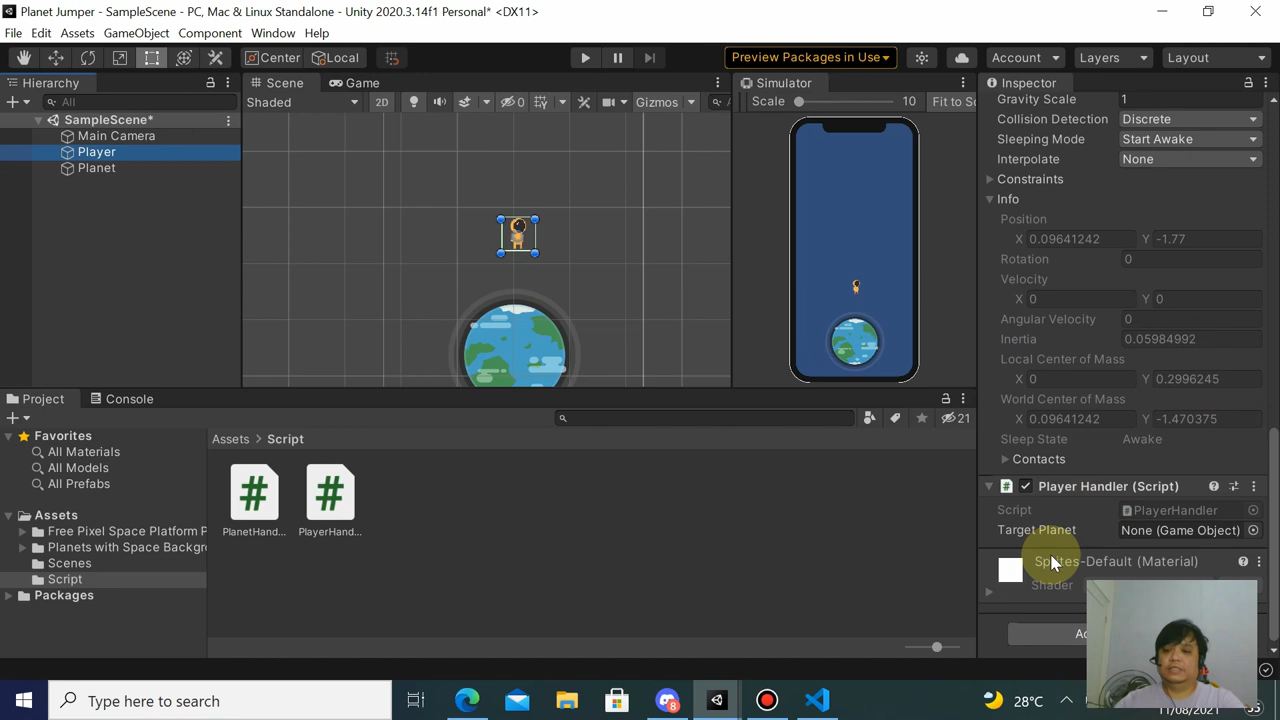 Planet Jumper - SampleScene - PC, Mac & Linux Standalone - Unity 2020.3.14f1 Personal* <DX11>
File Edit Assets GameObject Component Window Help
Center Local Preview Packages in Use Account Layers Layout
Hierarchy
All
SampleScene*
Main Camera
Player
Planet
Scene Game
Shaded 2D 0 Gizmos
Simulator
Scale 10 Fit to Sc
Inspector
Gravity Scale 1
Collision Detection Discrete
Sleeping Mode Start Awake
Interpolate None
Constraints
Info
Position
X 0.09641242 Y -1.77
Rotation 0
Velocity
X 0 Y 0
Angular Velocity 0
Inertia 0.05984992
Local Center of Mass
X 0 Y 0.2996245
World Center of Mass
X 0.09641242 Y -1.470375
Sleep State Awake
Contacts
# Player Handler (Script)
Script PlayerHandler
Target Planet None (Game Object)
Sprites-Default (Material)
Shader
Project Console
21
Favorites
All Materials
All Models
All Prefabs
Assets
Free Pixel Space Platform P
Planets with Space Backgro
Scenes
Script
Packages
Assets > Script
# #
PlanetHand... PlayerHand...
Type here to search
8
28°C
11/08/2021